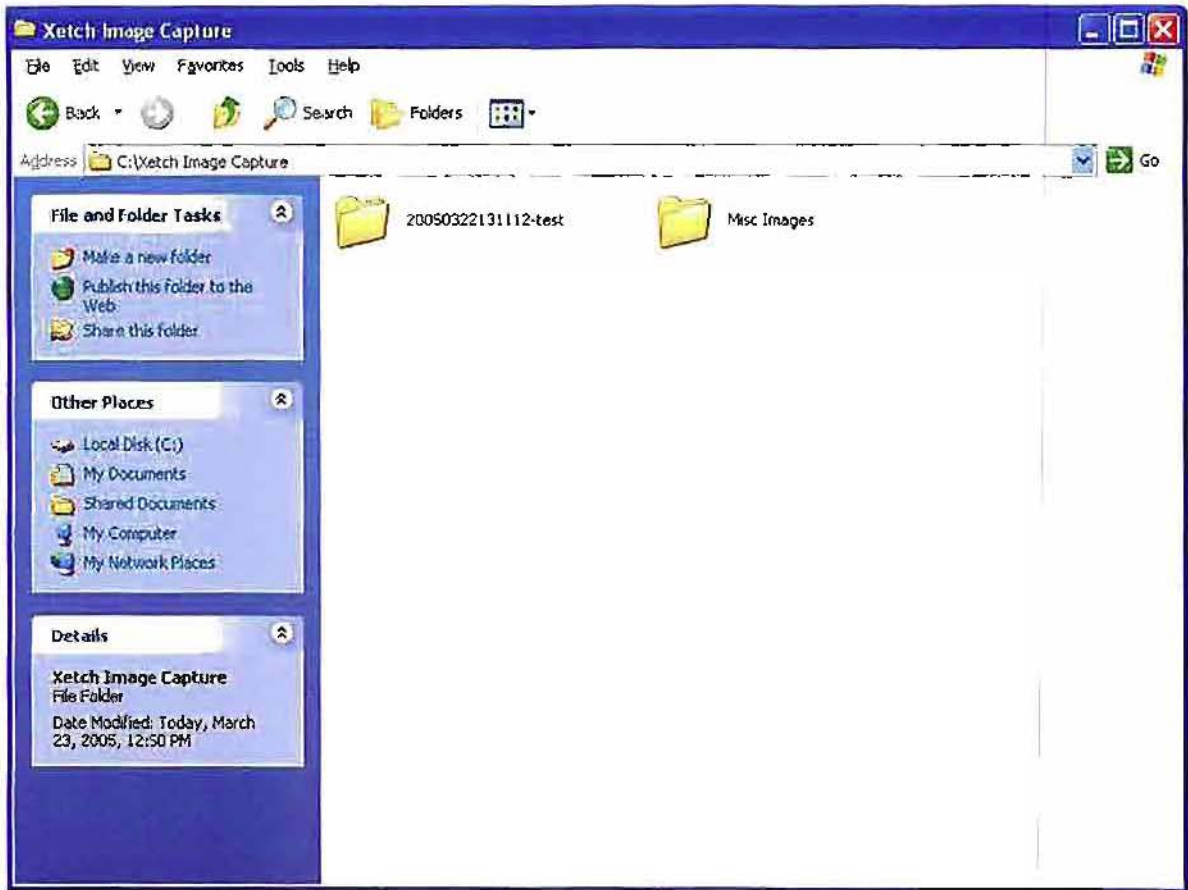 Xetch Image Capture
File Edit View Favorites Tools Help
Back Search Folders
Address C:\Xetch Image Capture Go
File and Folder Tasks
Make a new folder
Publish this folder to the
Web
Share this folder
Other Places
Local Disk (C:)
My Documents
Shared Documents
My Computer
My Network Places
Details
Xetch Image Capture
File Folder
Date Modified: Today, March
23, 2005, 12:50 PM
20050322131112-test
Misc Images